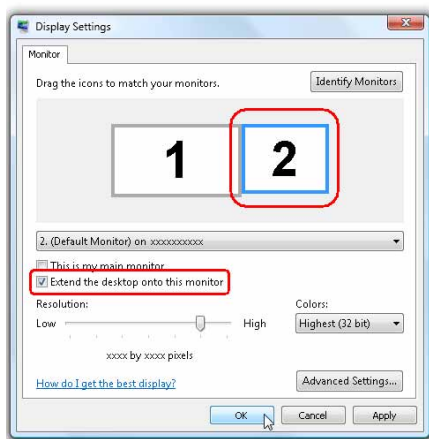 Display Settings
Monitor
Drag the icons to match your monitors.
Identify Monitors
1
2
2. (Default Monitor) on xxxxxxxxxx
This is my main monitor
Extend the desktop onto this monitor
Resolution:
Colors:
Low
High
Highest (32 bit)
xxxx by xxxx pixels
How do I get the best display?
Advanced Settings...
OK
Cancel
Apply